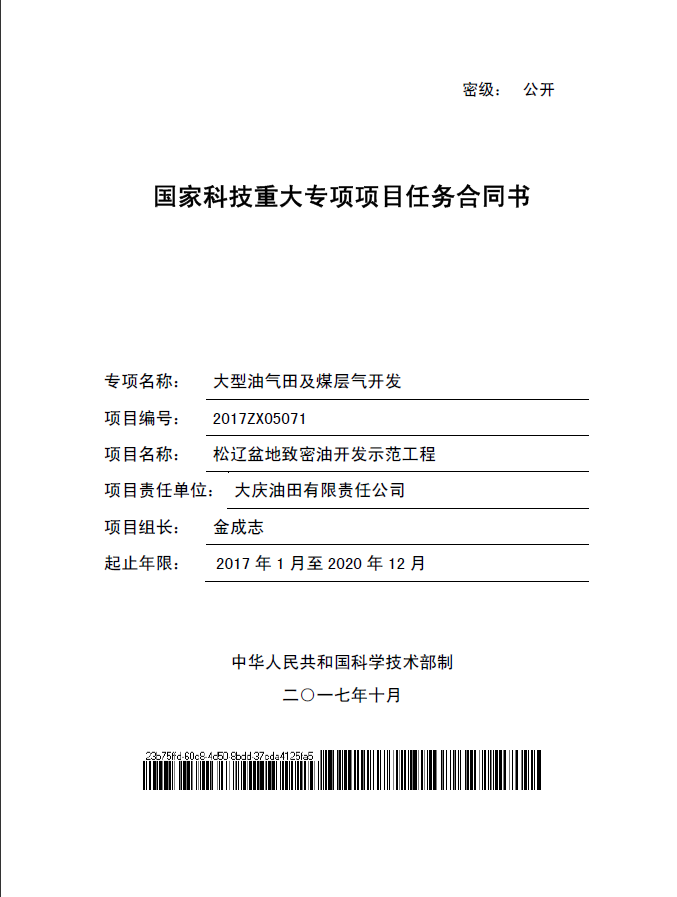 密级： 公开
国家科技重大专项项目任务合同书
专项名称： 大型油气田及煤层气开发
项目编号： 2017ZX05071
项目名称： 松辽盆地致密油开发示范工程
项目责任单位： 大庆油田有限责任公司
项目组长： 金成志
起止年限： 2017 年 1 月至 2020 年 12 月
中华人民共和国科学技术部制
二〇一七年十月
23b75ffd-60c8-4d50-8bdd-37cda4125fa5